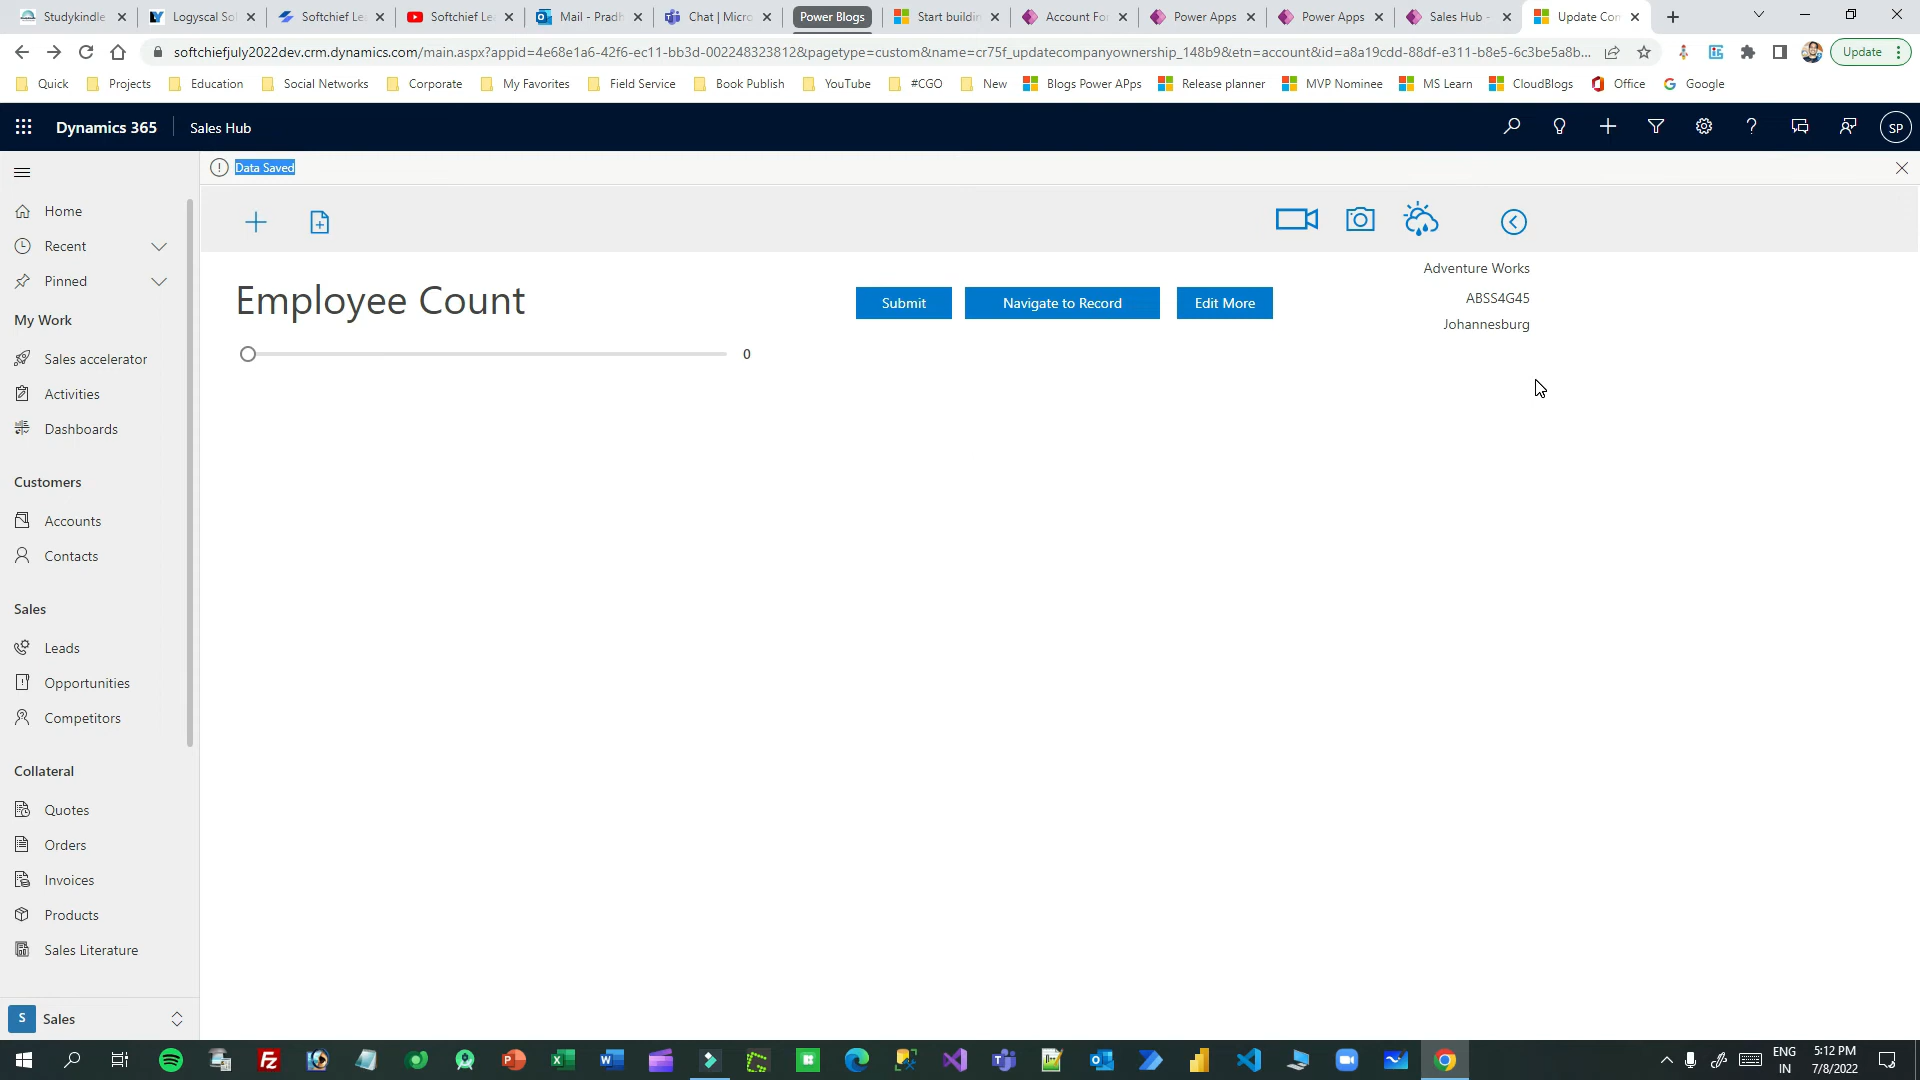 Studykindle
Logyscal Sol
Softchief Le
Softchief Le
Mail - Pradh
Chat | Micro
Power Blogs
Start buildin
Account For
Power Apps
Power Apps
Sales Hub -
Update Con
softchiefjuly2022dev.crm.dynamics.com/main.aspx?appid=4e68e1a6-42f6-ec11-bb3d-002248323812&pagetype=custom&name=cr75f_updatecompanyownership_148b9&etn=account&id=a8a19cdd-88df-e311-b8e5-6c3be5a8b...
Update
Quick
Projects
Education
Social Networks
Corporate
My Favorites
Field Service
Book Publish
YouTube
#CGO
New
Blogs Power APps
Release planner
MVP Nominee
MS Learn
CloudBlogs
Office
Google
Dynamics 365
Sales Hub
SP
Data Saved
Home
Recent
Pinned
My Work
Sales accelerator
Activities
Dashboards
Customers
Accounts
Contacts
Sales
Leads
Opportunities
Competitors
Collateral
Quotes
Orders
Invoices
Products
Sales Literature
S Sales
Employee Count
0
Submit
Navigate to Record
Edit More
Adventure Works
ABSS4G45
Johannesburg
ENG
IN
5:12 PM
7/8/2022